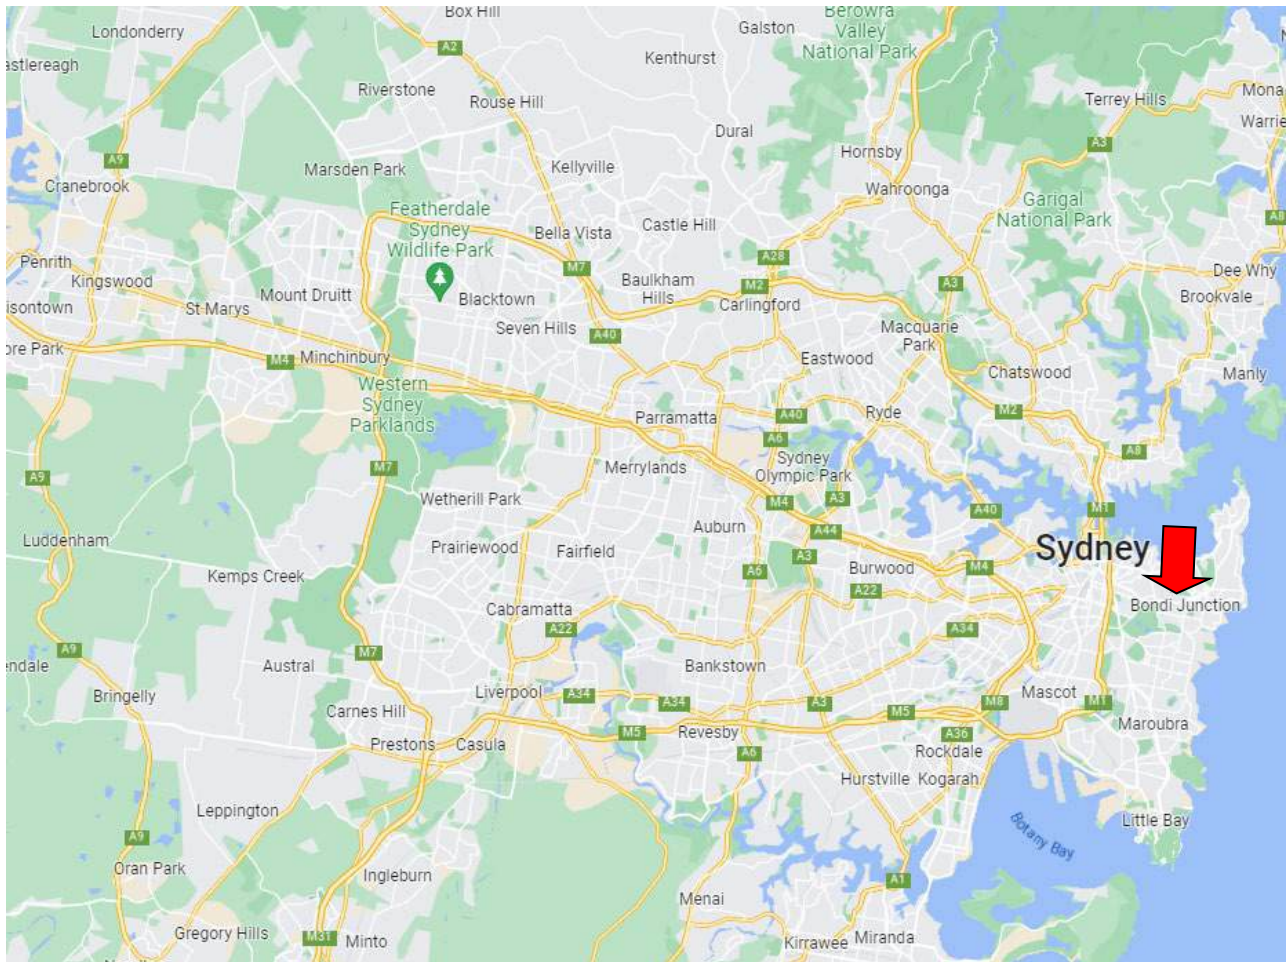 Box Hill
Berowra
Valley
National Park
Galston
Londonderry
A2
Kenthurst
astlereagh
Riverstone
Rouse Hill
Terrey Hills
Mona
Warrie
Dural
A3
Hornsby
A9
Marsden Park
Kellyville
Cranebrook
Wahroonga
Garigal
National Park
Featherdale
Sydney
Wildlife Park
Castle Hill
A8
Bella Vista
A28
Penrith
M7
Dee Why
Kingswood
Baulkham
Hills
M2
A3
Mount Druitt
Blacktown
Brookvale
isontown
St Marys
Carlingford
Seven Hills
A40
Macquarie
Park
ore Park
M4
Minchinbury
Eastwood
Chatswood
Manly
Western
Sydney
Parklands
Parramatta
A40
Ryde
M2
A6
A8
M7
Merrylands
Sydney
Olympic Park
A9
Wetherill Park
M4
A3
A40
M1
Auburn
A44
Luddenham
Prairiewood
Fairfield
A3
Sydney
Kemps Creek
A6
Burwood
M4
A22
Bondi Junction
Cabramatta
A22
A34
A9
M7
endale
Austral
Bankstown
Bringelly
Liverpool
A34
A34
A3
M8
Mascot
M1
Carnes Hill
M5
Maroubra
Prestons
Casula
M5
Revesby
A36
A6
Rockdale
Hurstville
Kogarah
Leppington
Little Bay
A9
Botany Bay
Oran Park
Ingleburn
A1
Menai
Gregory Hills
M31
Minto
Kirrawee
Miranda